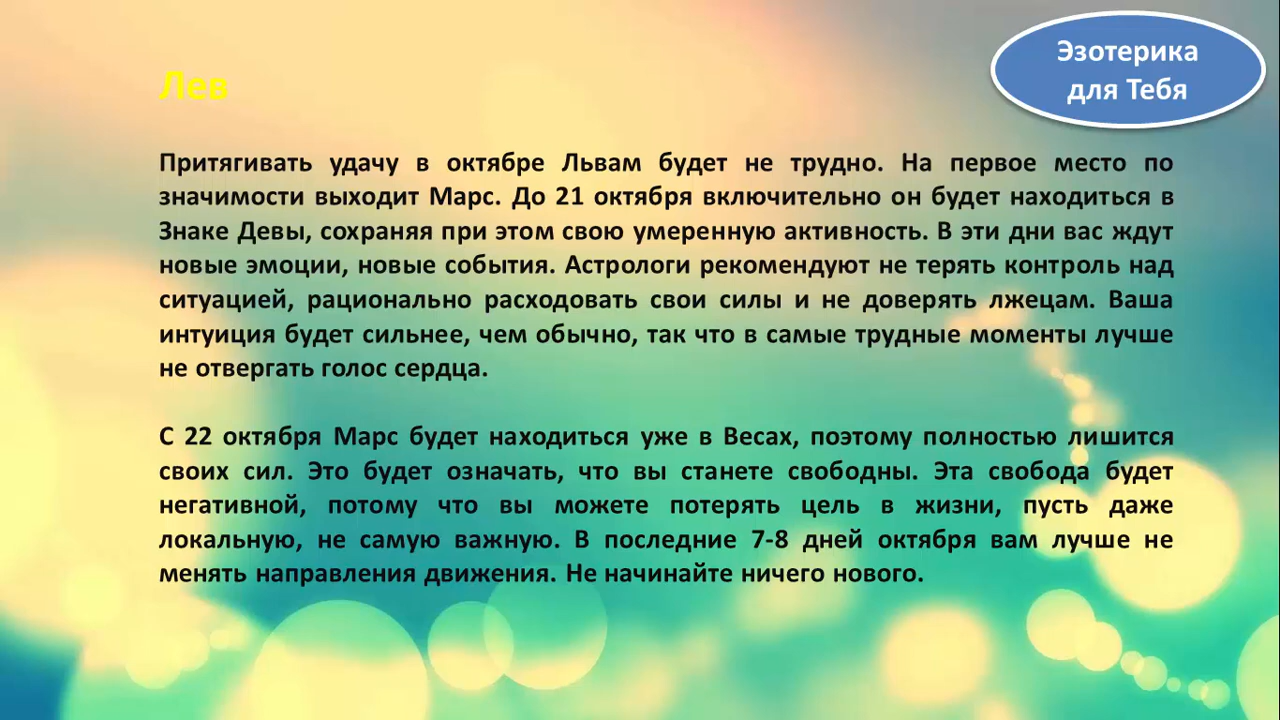 Эзотерика
для Тебя
Лев
Притягивать удачу в октябре Львам будет не трудно. На первое место по
значимости выходит Марс. До 21 октября включительно он будет находиться в
Знаке Девы, сохраняя при этом свою умеренную активность. В эти дни вас ждут
новые эмоции, новые события. Астрологи рекомендуют не терять контроль над
ситуацией, рационально расходовать свои силы и не доверять лжецам. Ваша
интуиция будет сильнее, чем обычно, так что в самые трудные моменты лучше
не отвергать голос сердца.
С 22 октября Марс будет находиться уже в Весах, поэтому полностью лишится
своих сил. Это будет означать, что вы станете свободны. Эта свобода будет
негативной, потому что вы можете потерять цель в жизни, пусть даже
локальную, не самую важную. В последние 7-8 дней октября вам лучше не
менять направления движения. Не начинайте ничего нового.